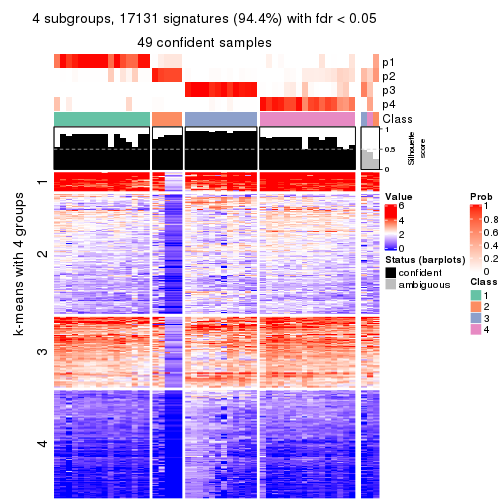 4 subgroups, 17131 signatures (94.4%) with fdr < 0.05
49 confident samples
p1
p2
p3
p4
Class
1
0.5
0
Silhouette
score
k-means with 4 groups
1
2
3
4
Value
6
4
2
0
Status (barplots)
confident
ambiguous
Prob
1
0.8
0.6
0.4
0.2
0
Class
1
2
3
4